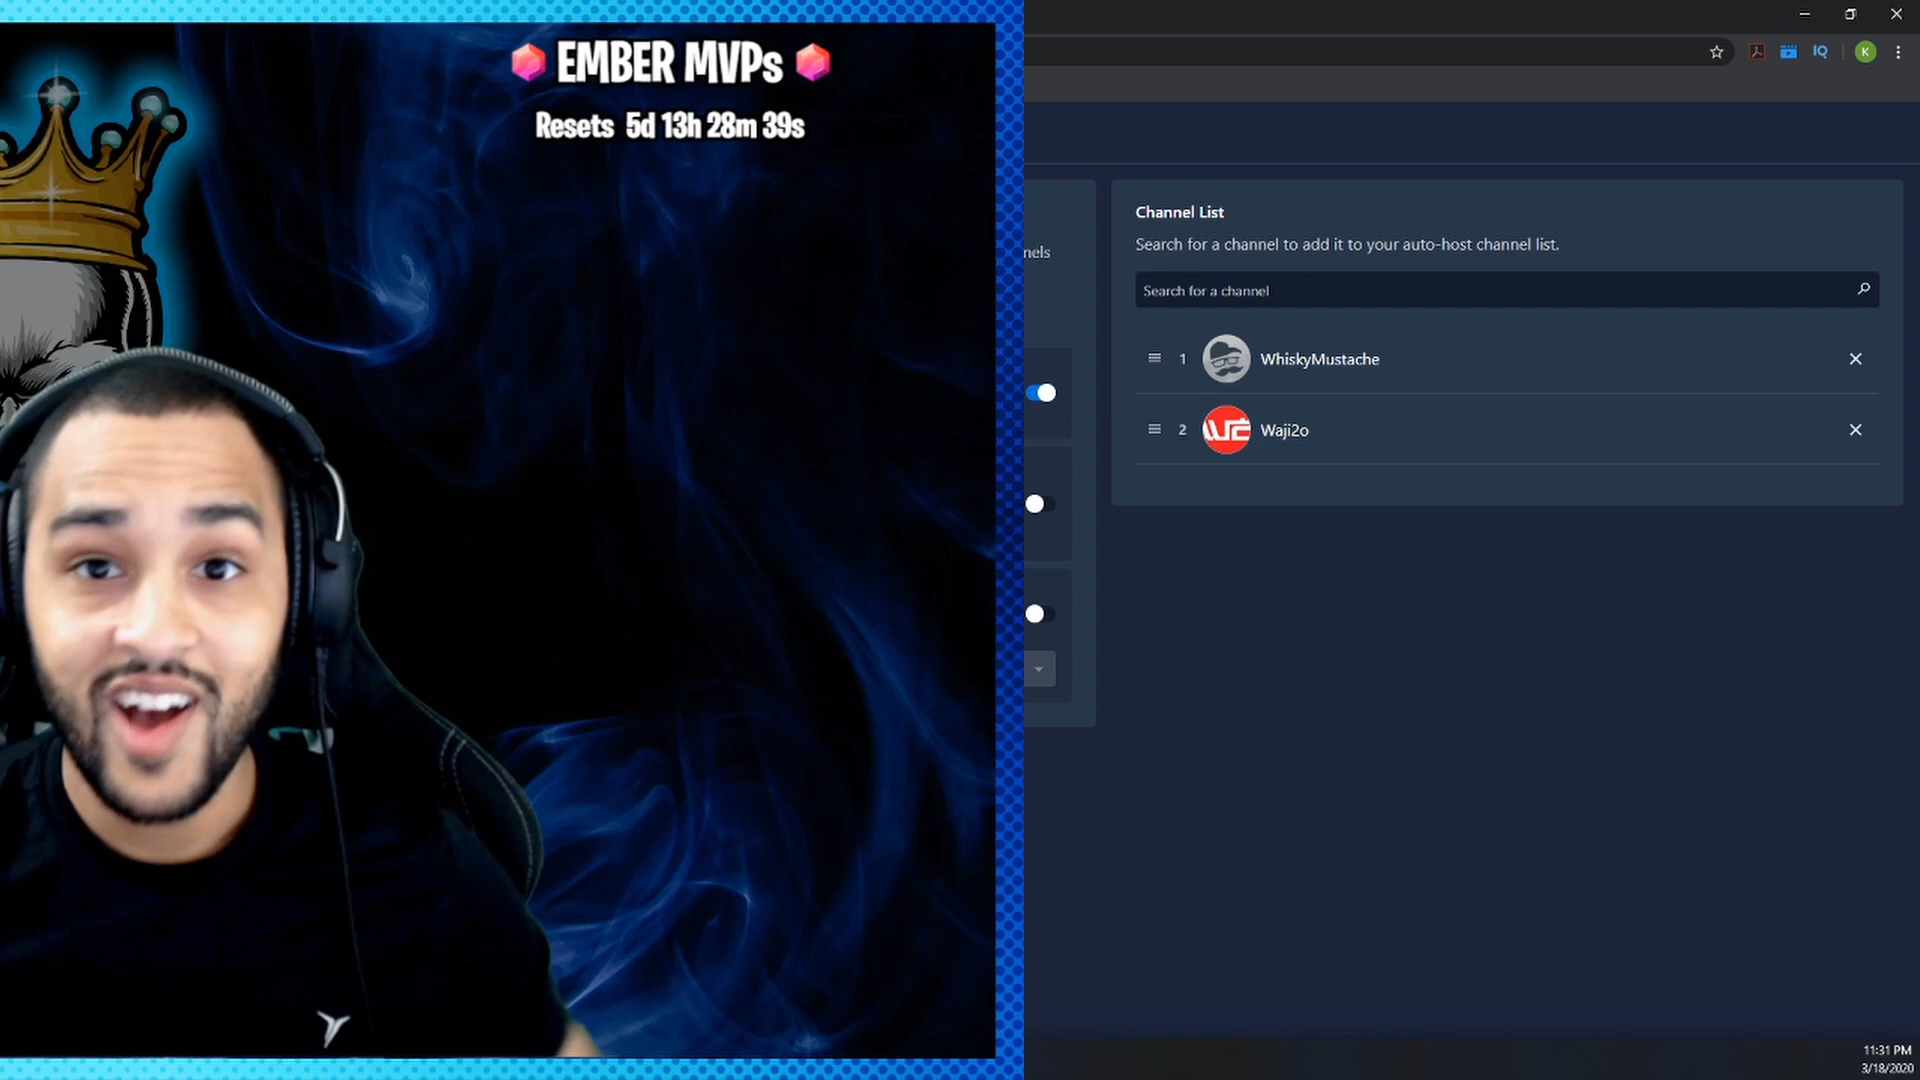 EMBER MVPs
Resets 5d 13h 28m 39s
IQ
K
nels
Channel List
Search for a channel to add it to your auto-host channel list.
Search for a channel
1 WhiskyMustache
2 Waji2o
11:31 PM
3/18/2020